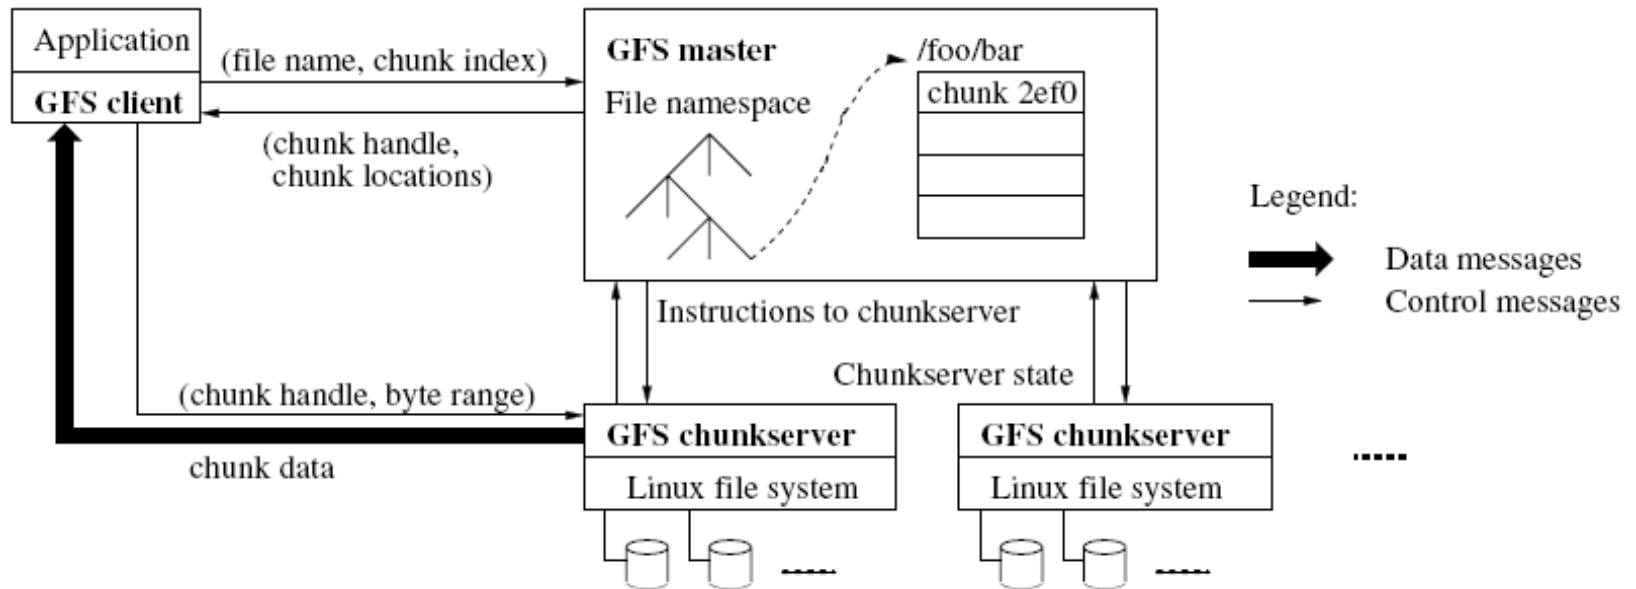 Application
GFS client
(file name, chunk index)
(chunk handle,
chunk locations)
GFS master
File namespace
/foo/bar
chunk 2ef0
Legend:
Data messages
Control messages
Instructions to chunkserver
Chunkserver state
(chunk handle, byte range)
chunk data
GFS chunkserver
Linux file system
GFS chunkserver
Linux file system